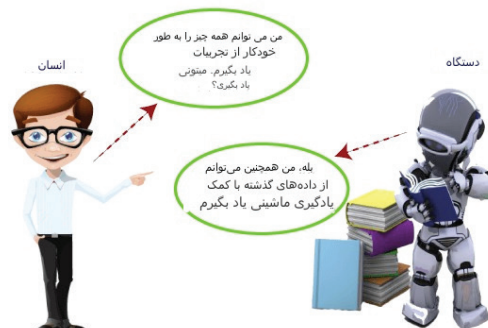 انسان
من می توانم همه چیز را به طور
خودکار از تجربیات
یاد بگیرم. میتونی
یاد بگیری؟
دستگاه
بله، من همچنین می‌توانم
از داده‌های گذشته با کمک
یادگیری ماشینی یاد بگیرم